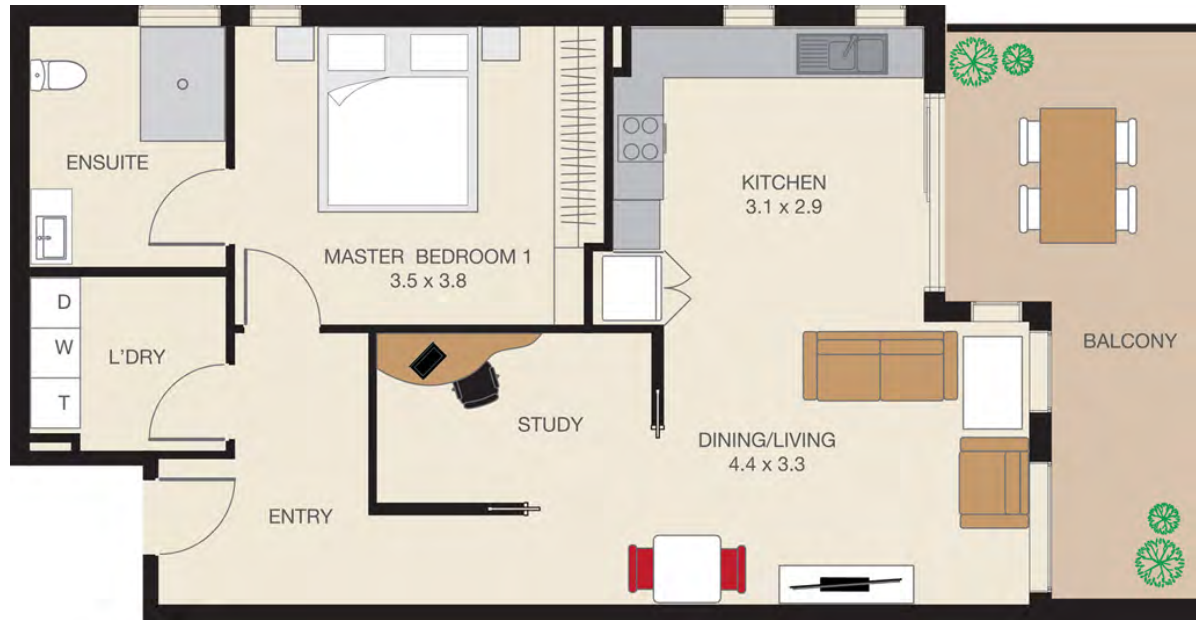 ENSUITE
MASTER BEDROOM 1
3.5 x 3.8
KITCHEN
3.1 x 2.9
BALCONY
D
W
T
L'DRY
STUDY
DINING/LIVING
4.4 x 3.3
ENTRY